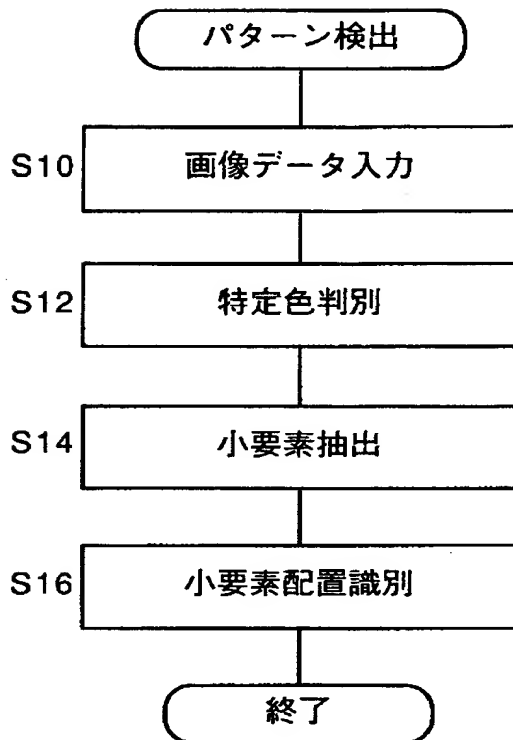 パターン検出
S10 画像データ入力
S12 特定色判別
S14 小要素抽出
S16 小要素配置識別
終了